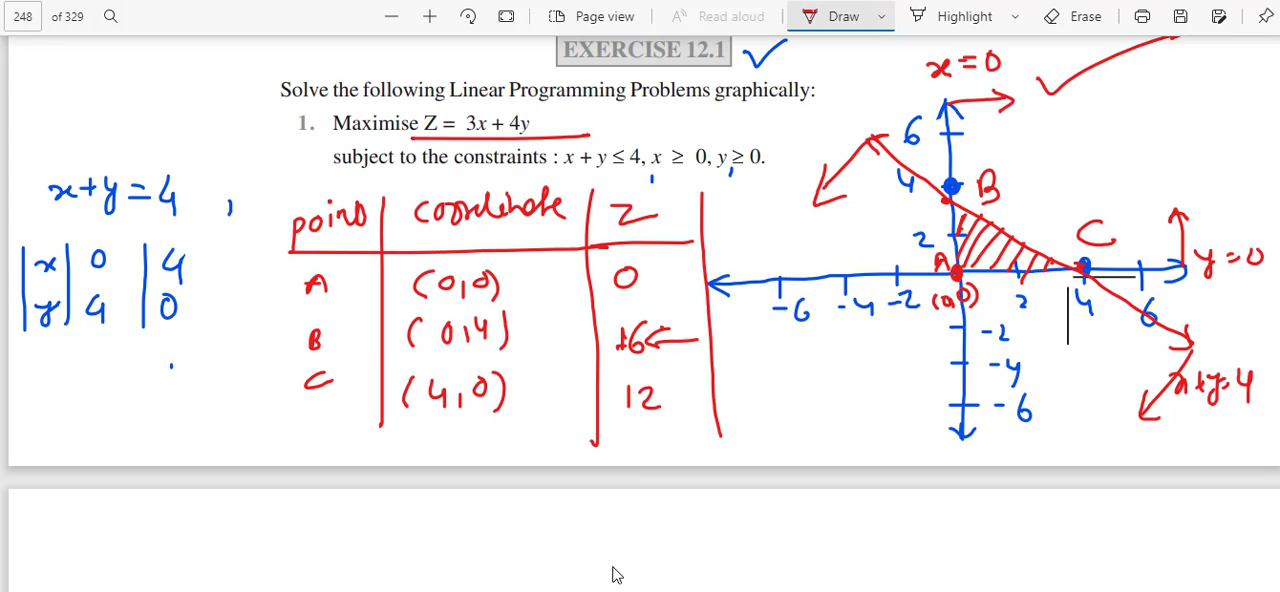 248 of 329 Page view Read aloud Draw Highlight Erase
EXERCISE 12.1
Solve the following Linear Programming Problems graphically:
1. Maximise Z = 3x + 4y
subject to the constraints : x + y ≤ 4, x ≥ 0, y ≥ 0.
x+y=4 ,
x 0 4
y 4 0
point coordinate Z
A (0,0) 0
B (0,4) 16
C (4,0) 12
x=0
6
4 B
2 C
A y=0
-6 -4 -2 (0,0) 2 4 6
-2
-4
-6
x+y=4